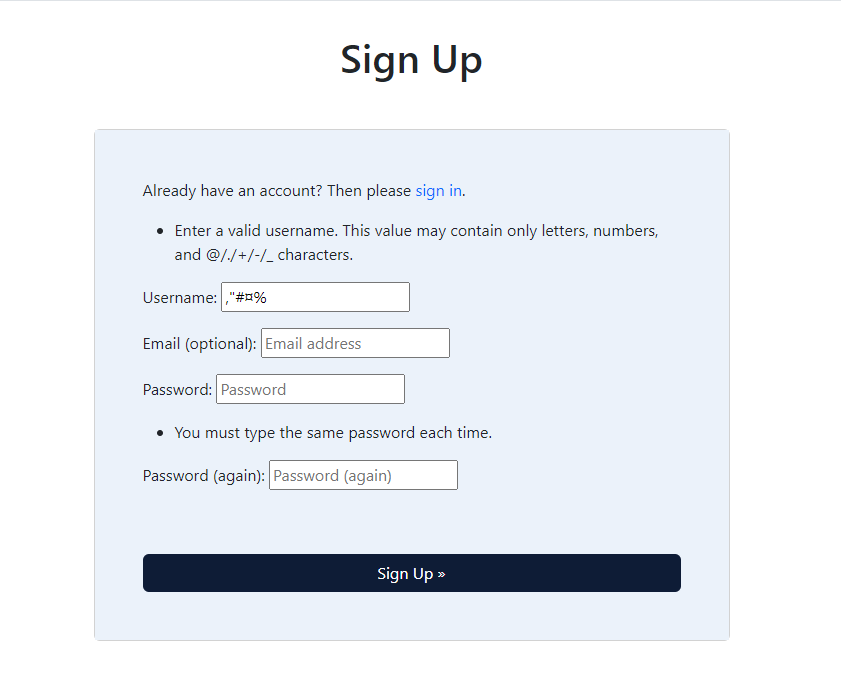 Sign Up
Already have an account? Then please sign in.
• Enter a valid username. This value may contain only letters, numbers,
and @/./+/-/_ characters.
Username: ,"#¤%
Email (optional): Email address
Password: Password
• You must type the same password each time.
Password (again): Password (again)
Sign Up »